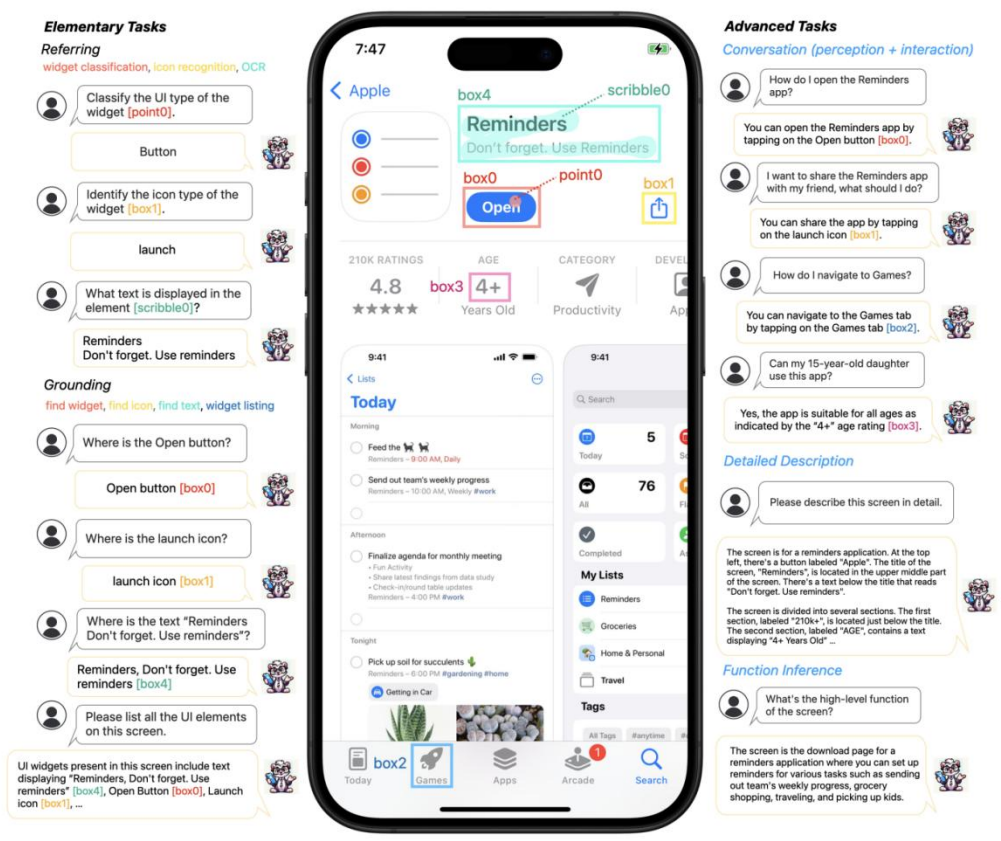 Elementary Tasks
Referring
widget classification, icon recognition, OCR
Classify the UI type of the
widget [point0].
Button
Identify the icon type of the
widget [box1].
launch
What text is displayed in the
element [scribble0]?
Reminders
Don't forget. Use reminders
Grounding
find widget, find icon, find text, widget listing
Where is the Open button?
Open button [box0]
Where is the launch icon?
launch icon [box1]
Where is the text "Reminders
Don't forget. Use reminders"?
Reminders, Don't forget. Use
reminders [box4]
Please list all the UI elements
on this screen.
UI widgets present in this screen include text
displaying "Reminders, Don't forget. Use
reminders" [box4], Open Button [box0], Launch
icon [box1], ...
7:47
Apple
box4
scribble0
Reminders
Don't forget. Use Reminders
box0
point0
box1
Open
210K RATINGS
AGE
CATEGORY
DEVEL
4.8
box3
4+
Years Old
Productivity
App
9:41
Lists
Today
Morning
Feed the
Reminders – 9:00 AM, Daily
Send out team's weekly progress
Reminders – 10:00 AM, Weekly #work
Afternoon
Finalize agenda for monthly meeting
• Fun Activity
• Share latest findings from data study
• Check-in/round table updates
Reminders – 4:00 PM #work
Tonight
Pick up soil for succulents
Reminders – 6:00 PM #gardening #home
Getting in Car
9:41
Search
5
Today
Sc
76
All
Fl
Completed
As
My Lists
Reminders
Groceries
Home & Personal
Travel
Tags
All Tags
#anytime
Today
box2
Games
Apps
1
Arcade
Search
Advanced Tasks
Conversation (perception + interaction)
How do I open the Reminders
app?
You can open the Reminders app by
tapping on the Open button [box0].
I want to share the Reminders app
with my friend, what should I do?
You can share the app by tapping
on the launch icon [box1].
How do I navigate to Games?
You can navigate to the Games tab
by tapping on the Games tab [box2].
Can my 15-year-old daughter
use this app?
Yes, the app is suitable for all ages as
indicated by the "4+" age rating [box3].
Detailed Description
Please describe this screen in detail.
The screen is for a reminders application. At the top
left, there's a button labeled "Apple". The title of the
screen, "Reminders", is located in the upper middle part
of the screen. There's a text below the title that reads
"Don't forget. Use reminders".
The screen is divided into several sections. The first
section, labeled "210k+", is located just below the title.
The second section, labeled "AGE", contains a text
displaying "4+ Years Old" ...
Function Inference
What's the high-level function
of the screen?
The screen is the download page for a
reminders application where you can set up
reminders for various tasks such as sending
out team's weekly progress, grocery
shopping, traveling, and picking up kids.